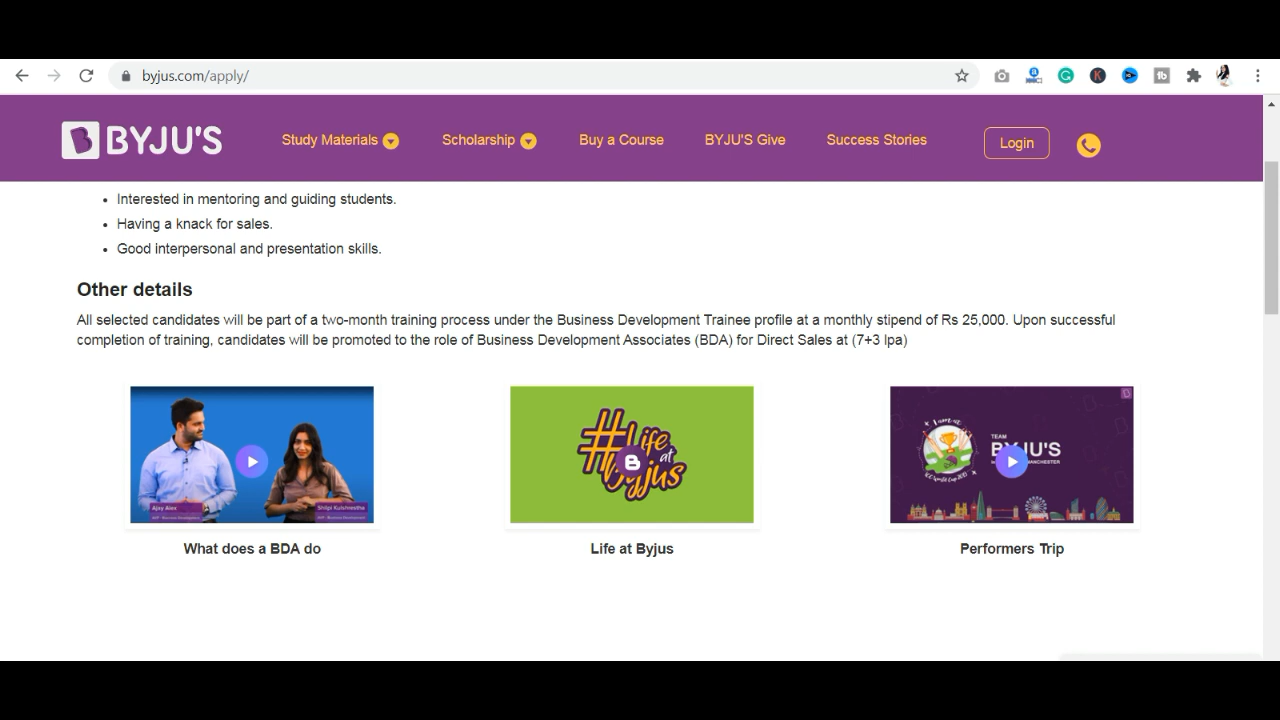 byjus.com/apply/
BYJU'S
Study Materials
Scholarship
Buy a Course
BYJU'S Give
Success Stories
Login
Interested in mentoring and guiding students.
Having a knack for sales.
Good interpersonal and presentation skills.
Other details
All selected candidates will be part of a two-month training process under the Business Development Trainee profile at a monthly stipend of Rs 25,000. Upon successful
completion of training, candidates will be promoted to the role of Business Development Associates (BDA) for Direct Sales at (7+3 lpa)
Ajay Alex
Shilpi Kulshrestha
#Life
at
Byjus
I am at
TEAM
BYJU'S
MANCHESTER
What does a BDA do
Life at Byjus
Performers Trip